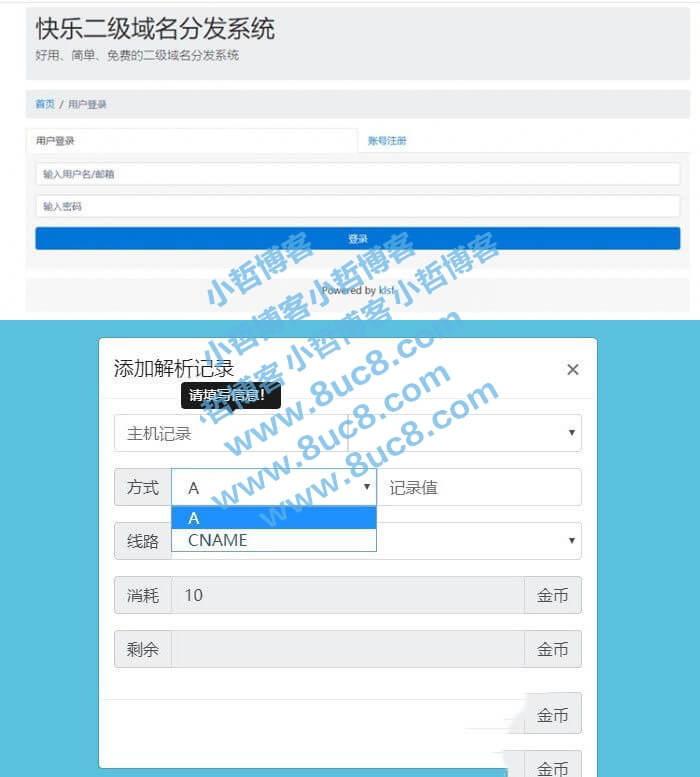 快乐二级域名分发系统
好用、简单、免费的二级域名分发系统
首页 / 用户登录
用户登录
账号注册
输入用户名/邮箱
输入密码
登录
Powered by klsf
小哲博客
小哲博客小哲博客
小哲博客小哲博客
哲博客
www.8uc8.com
www.8uc8.com
www.8uc8.com
添加解析记录
×
请填写信息!
主机记录
方式 A 记录值
A
CNAME
线路
消耗 10 金币
剩余 金币
金币
金币